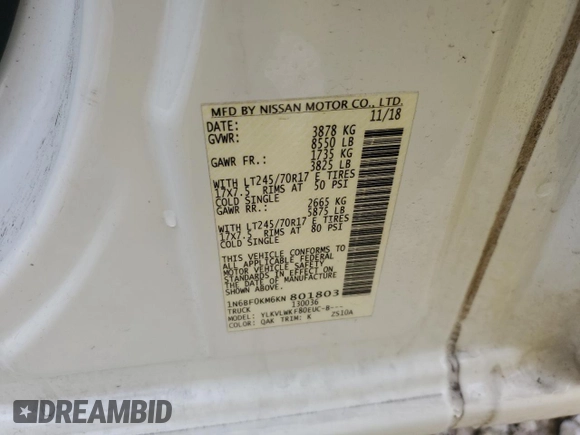 MFD BY NISSAN MOTOR CO., LTD.
DATE: 11/18
GVWR: 3878 KG
8550 LB
GAWR FR.: 1735 KG
3825 LB
WITH LT245/70R17 E TIRES
17X7.5 RIMS AT 50 PSI
COLD SINGLE
GAWR RR.: 2665 KG
5875 LB
WITH LT245/70R17 E TIRES
17X7.5 RIMS AT 80 PSI
COLD SINGLE
THIS VEHICLE CONFORMS TO
ALL APPLICABLE FEDERAL
MOTOR VEHICLE SAFETY
STANDARDS IN EFFECT ON
THE DATE OF MANUFACTURE
SHOWN ABOVE.
1N6BF0KM6KN 801803
TRUCK 130036
MODEL: YLKVLWKF80EUC-B---
COLOR: QAK TRIM: K 2S10A
$DREAMBID